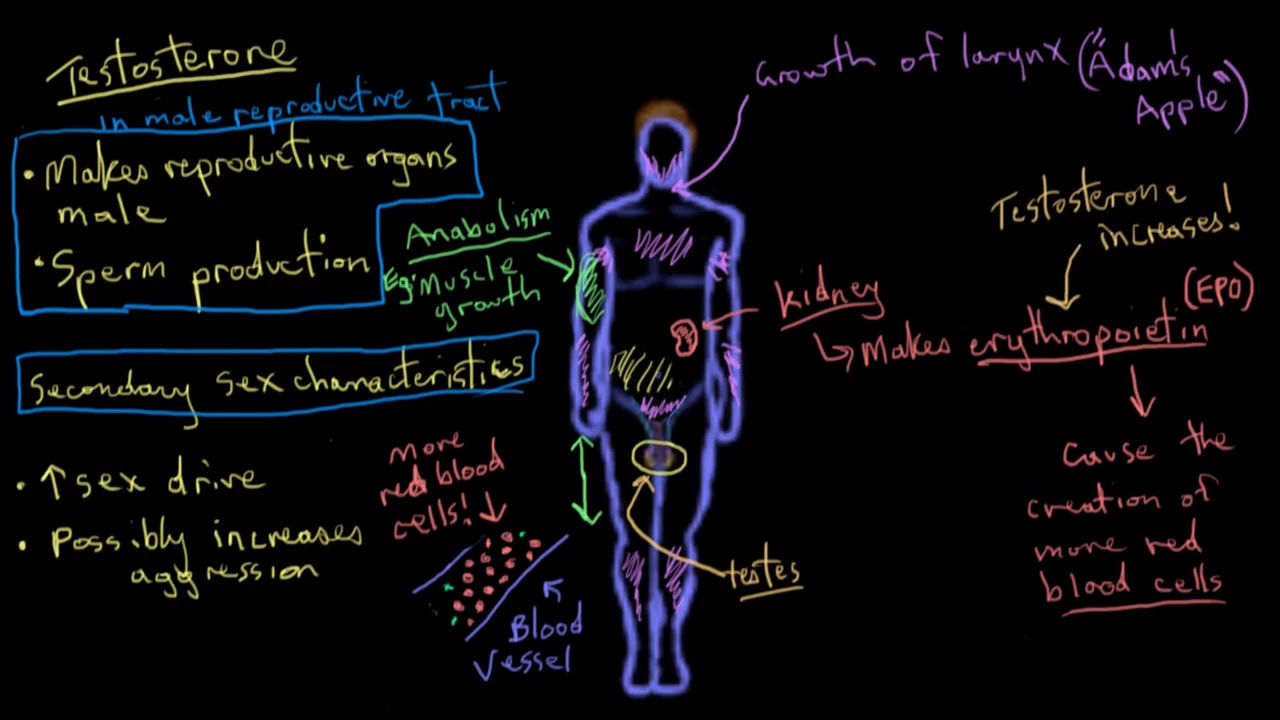 Testosterone
in male reproductive tract
• Makes reproductive organs
male
• Sperm production
Anabolism
Eg: Muscle
growth
Secondary sex characteristics
• ↑ sex drive
• Possibly increases
aggression
more
red blood
cells!
Blood
vessel
testes
Growth of larynx ("Adam's
Apple")
Testosterone
increases!
kidney
(EPO)
↳ Makes erythropoietin
Cause the
creation of
more red
blood cells